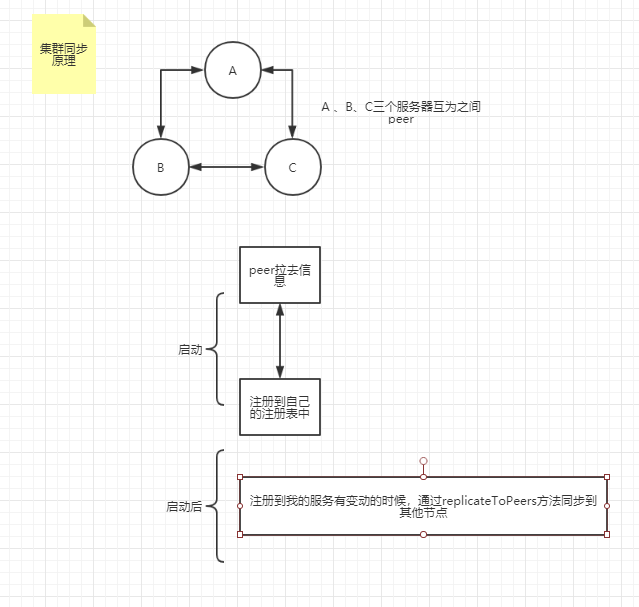 集群同步
原理
A
A 、B、C三个服务器互为之间
peer
B
C
peer拉去信
息
启动
注册到自己
的注册表中
启动后
注册到我的服务有变动的时候，通过replicateToPeers方法同步到
其他节点